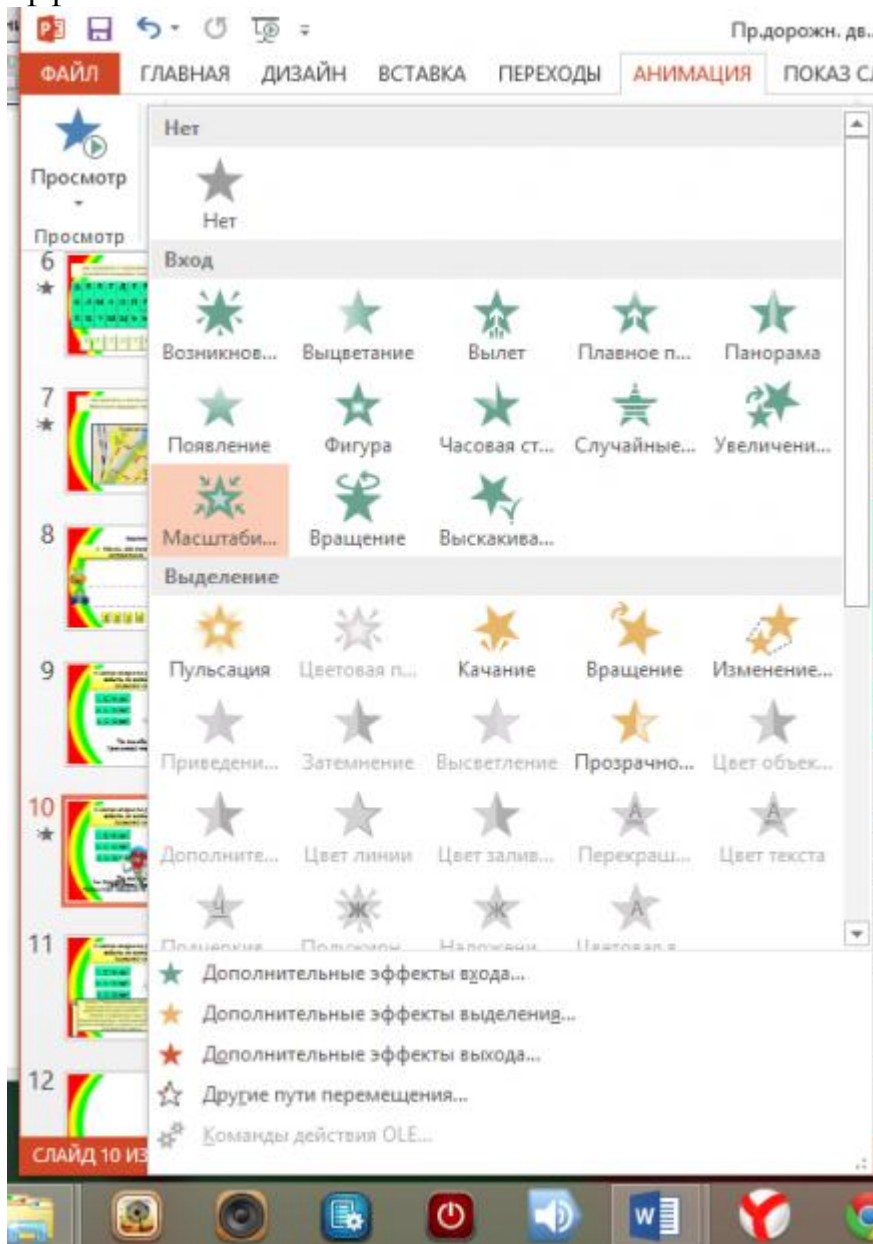 Пр.дорожн. дв..
ФАЙЛ ГЛАВНАЯ ДИЗАЙН ВСТАВКА ПЕРЕХОДЫ АНИМАЦИЯ ПОКАЗ СЛ
Просмотр
Просмотр
Нет
Нет
Вход
Возникнов... Выцветание Вылет Плавное п... Панорама
Появление Фигура Часовая ст... Случайные... Увеличени...
Масштаби... Вращение Выскакива...
Выделение
Пульсация Цветовая п... Качание Вращение Изменение...
Приведени... Затемнение Высветление Прозрачно... Цвет объек...
Дополните... Цвет линии Цвет залив... Перекраш... Цвет текста
Ч Ж Ж А
Дополнительные эффекты входа...
Дополнительные эффекты выделения...
Дополнительные эффекты выхода...
Другие пути перемещения...
Команды действия OLE...
6
7
8
9
10
11
12
СЛАЙД 10 ИЗ